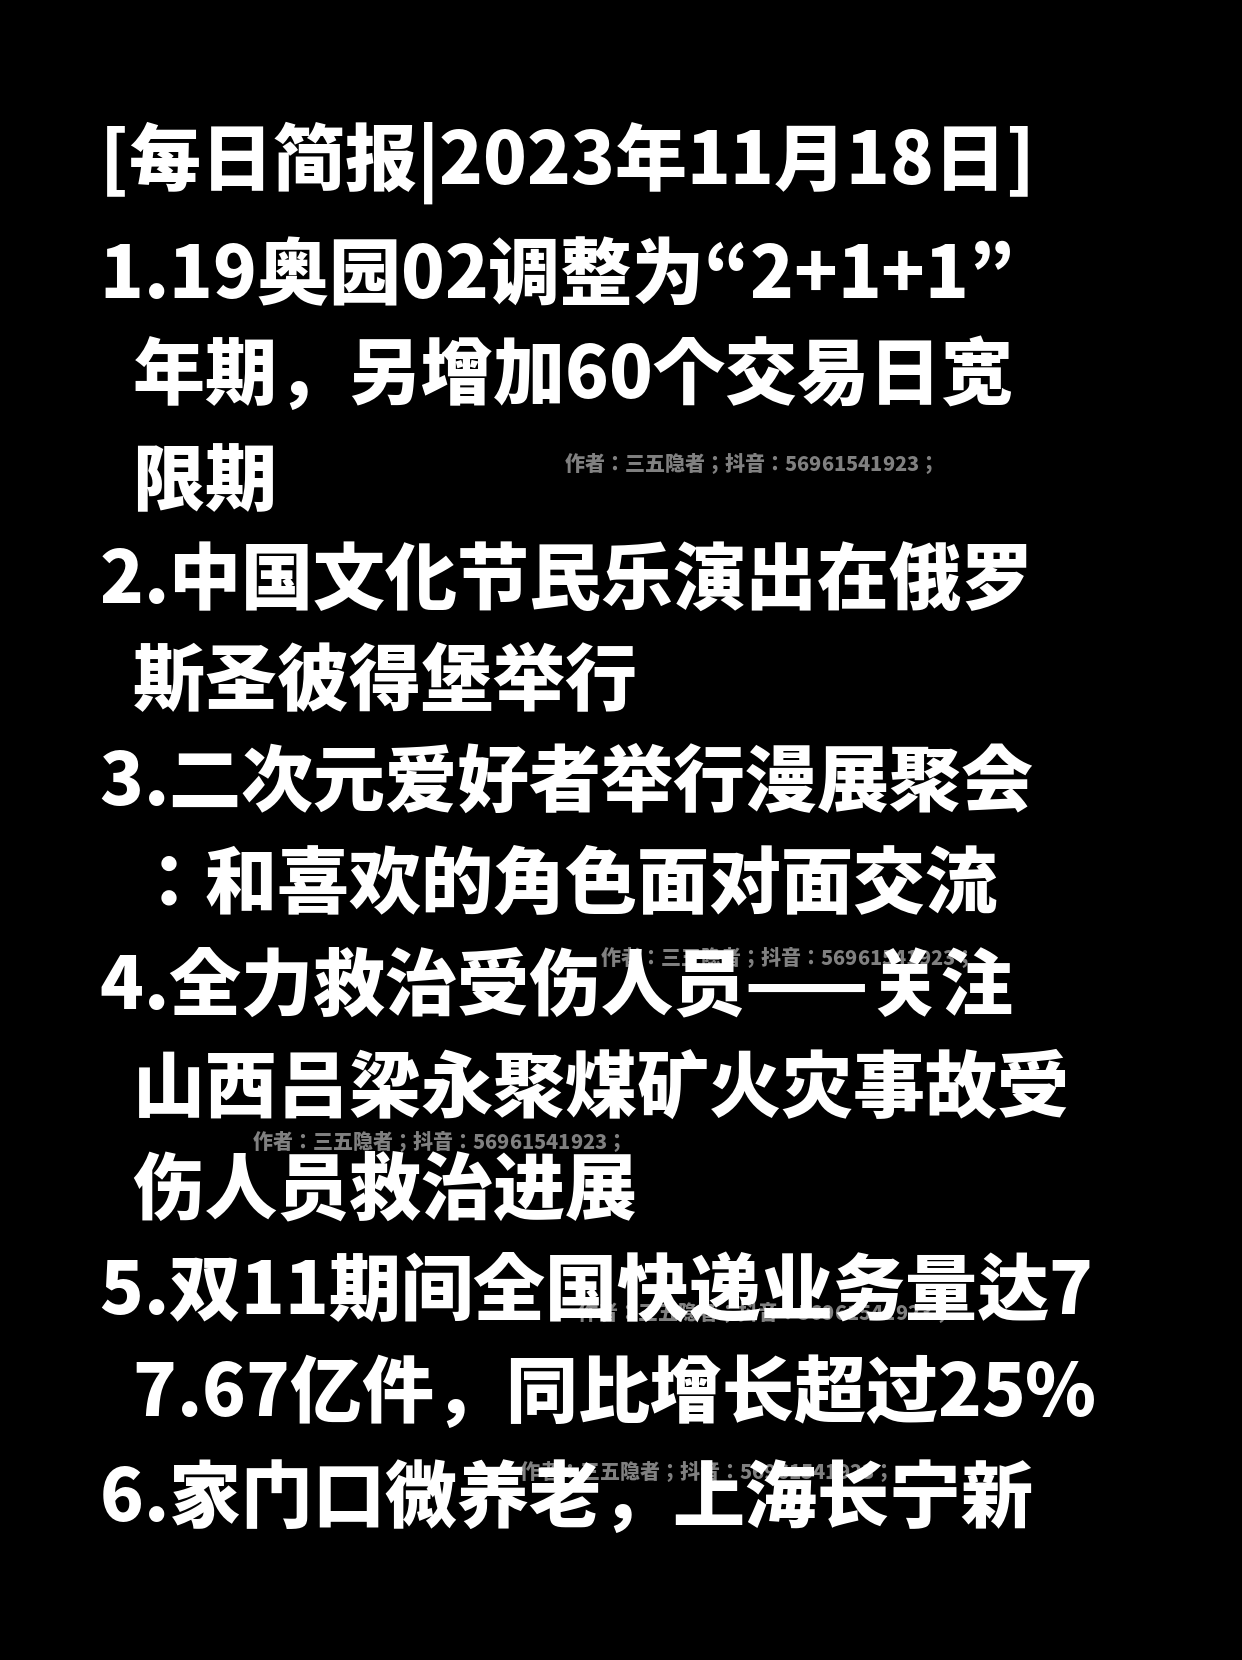 [每日简报|2023年11月18日]
1.19奥园02调整为“2+1+1”
年期，另增加60个交易日宽
限期
作者：三五隐者；抖音：56961541923；
2.中国文化节民乐演出在俄罗
斯圣彼得堡举行
3.二次元爱好者举行漫展聚会
：和喜欢的角色面对面交流
作者：三五隐者；抖音：56961541923；
4.全力救治受伤人员——关注
山西吕梁永聚煤矿火灾事故受
作者：三五隐者；抖音：56961541923；
伤人员救治进展
5.双11期间全国快递业务量达7
作者：三五隐者；抖音：56961541923；
7.67亿件，同比增长超过25%
作者：三五隐者；抖音：56961541923；
6.家门口微养老，上海长宁新